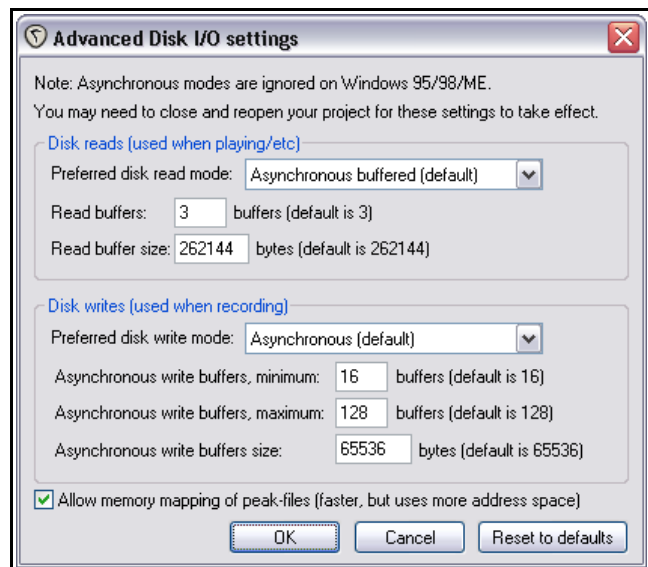 Advanced Disk I/O settings
Note: Asynchronous modes are ignored on Windows 95/98/ME.
You may need to close and reopen your project for these settings to take effect.
Disk reads (used when playing/etc)
Preferred disk read mode: Asynchronous buffered (default)
Read buffers: 3 buffers (default is 3)
Read buffer size: 262144 bytes (default is 262144)
Disk writes (used when recording)
Preferred disk write mode: Asynchronous (default)
Asynchronous write buffers, minimum: 16 buffers (default is 16)
Asynchronous write buffers, maximum: 128 buffers (default is 128)
Asynchronous write buffers size: 65536 bytes (default is 65536)
Allow memory mapping of peak-files (faster, but uses more address space)
OK Cancel Reset to defaults